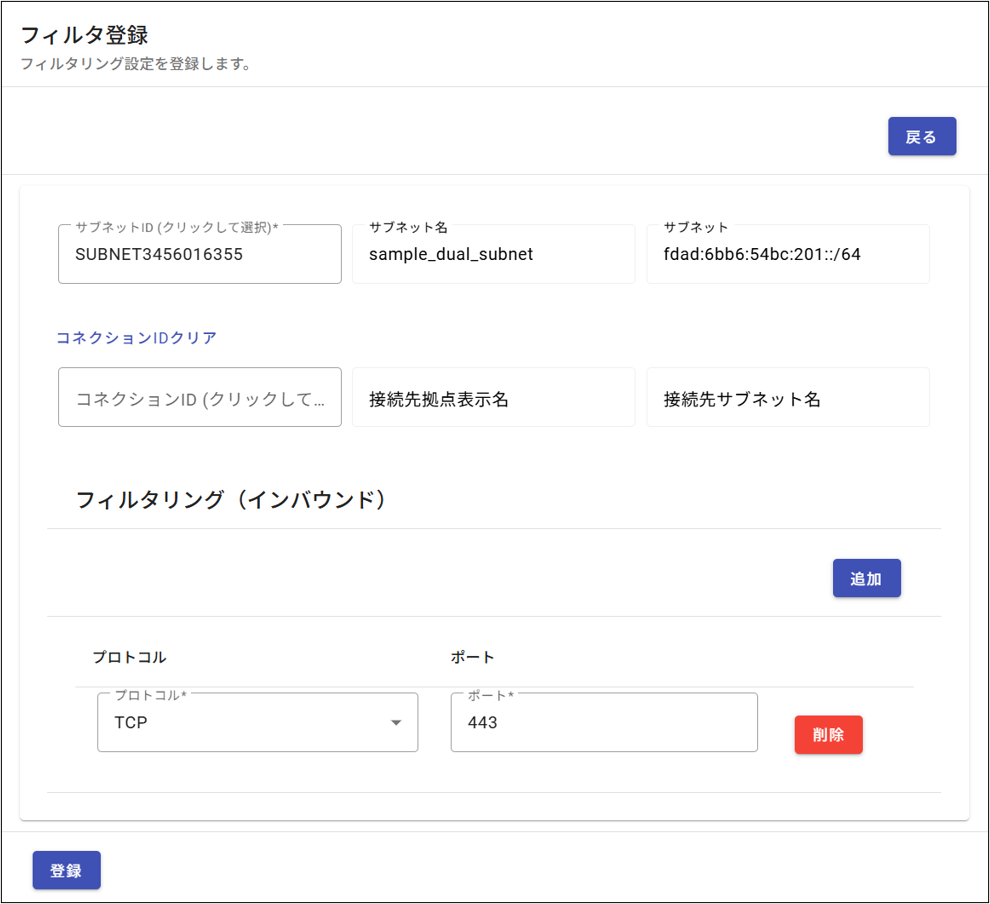 フィルタ登録
フィルタリング設定を登録します。
戻る
サブネットID (クリックして選択)*
SUBNET3456016355
サブネット名
sample_dual_subnet
サブネット
fdad:6bb6:54bc:201::/64
コネクションIDクリア
コネクションID (クリックして...
接続先拠点表示名
接続先サブネット名
フィルタリング（インバウンド）
追加
プロトコル
ポート
プロトコル*
TCP
ポート*
443
削除
登録